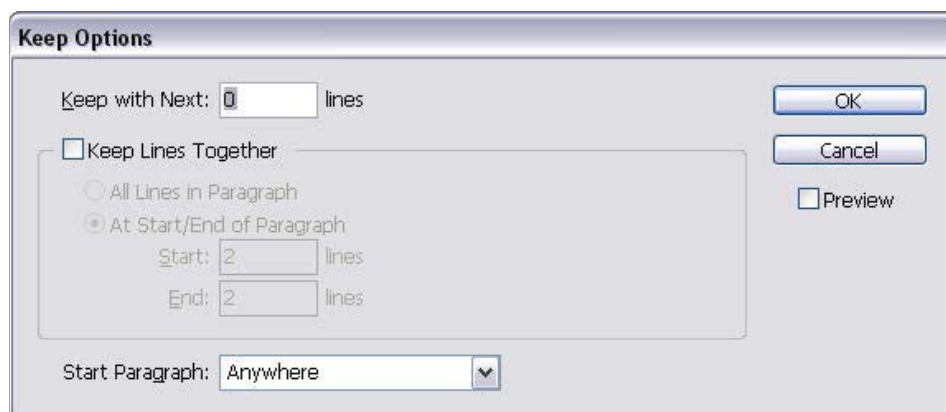 Keep Options
Keep with Next: 0 lines
OK
Keep Lines Together
Cancel
All Lines in Paragraph
Preview
At Start/End of Paragraph
Start: 2 lines
End: 2 lines
Start Paragraph: Anywhere